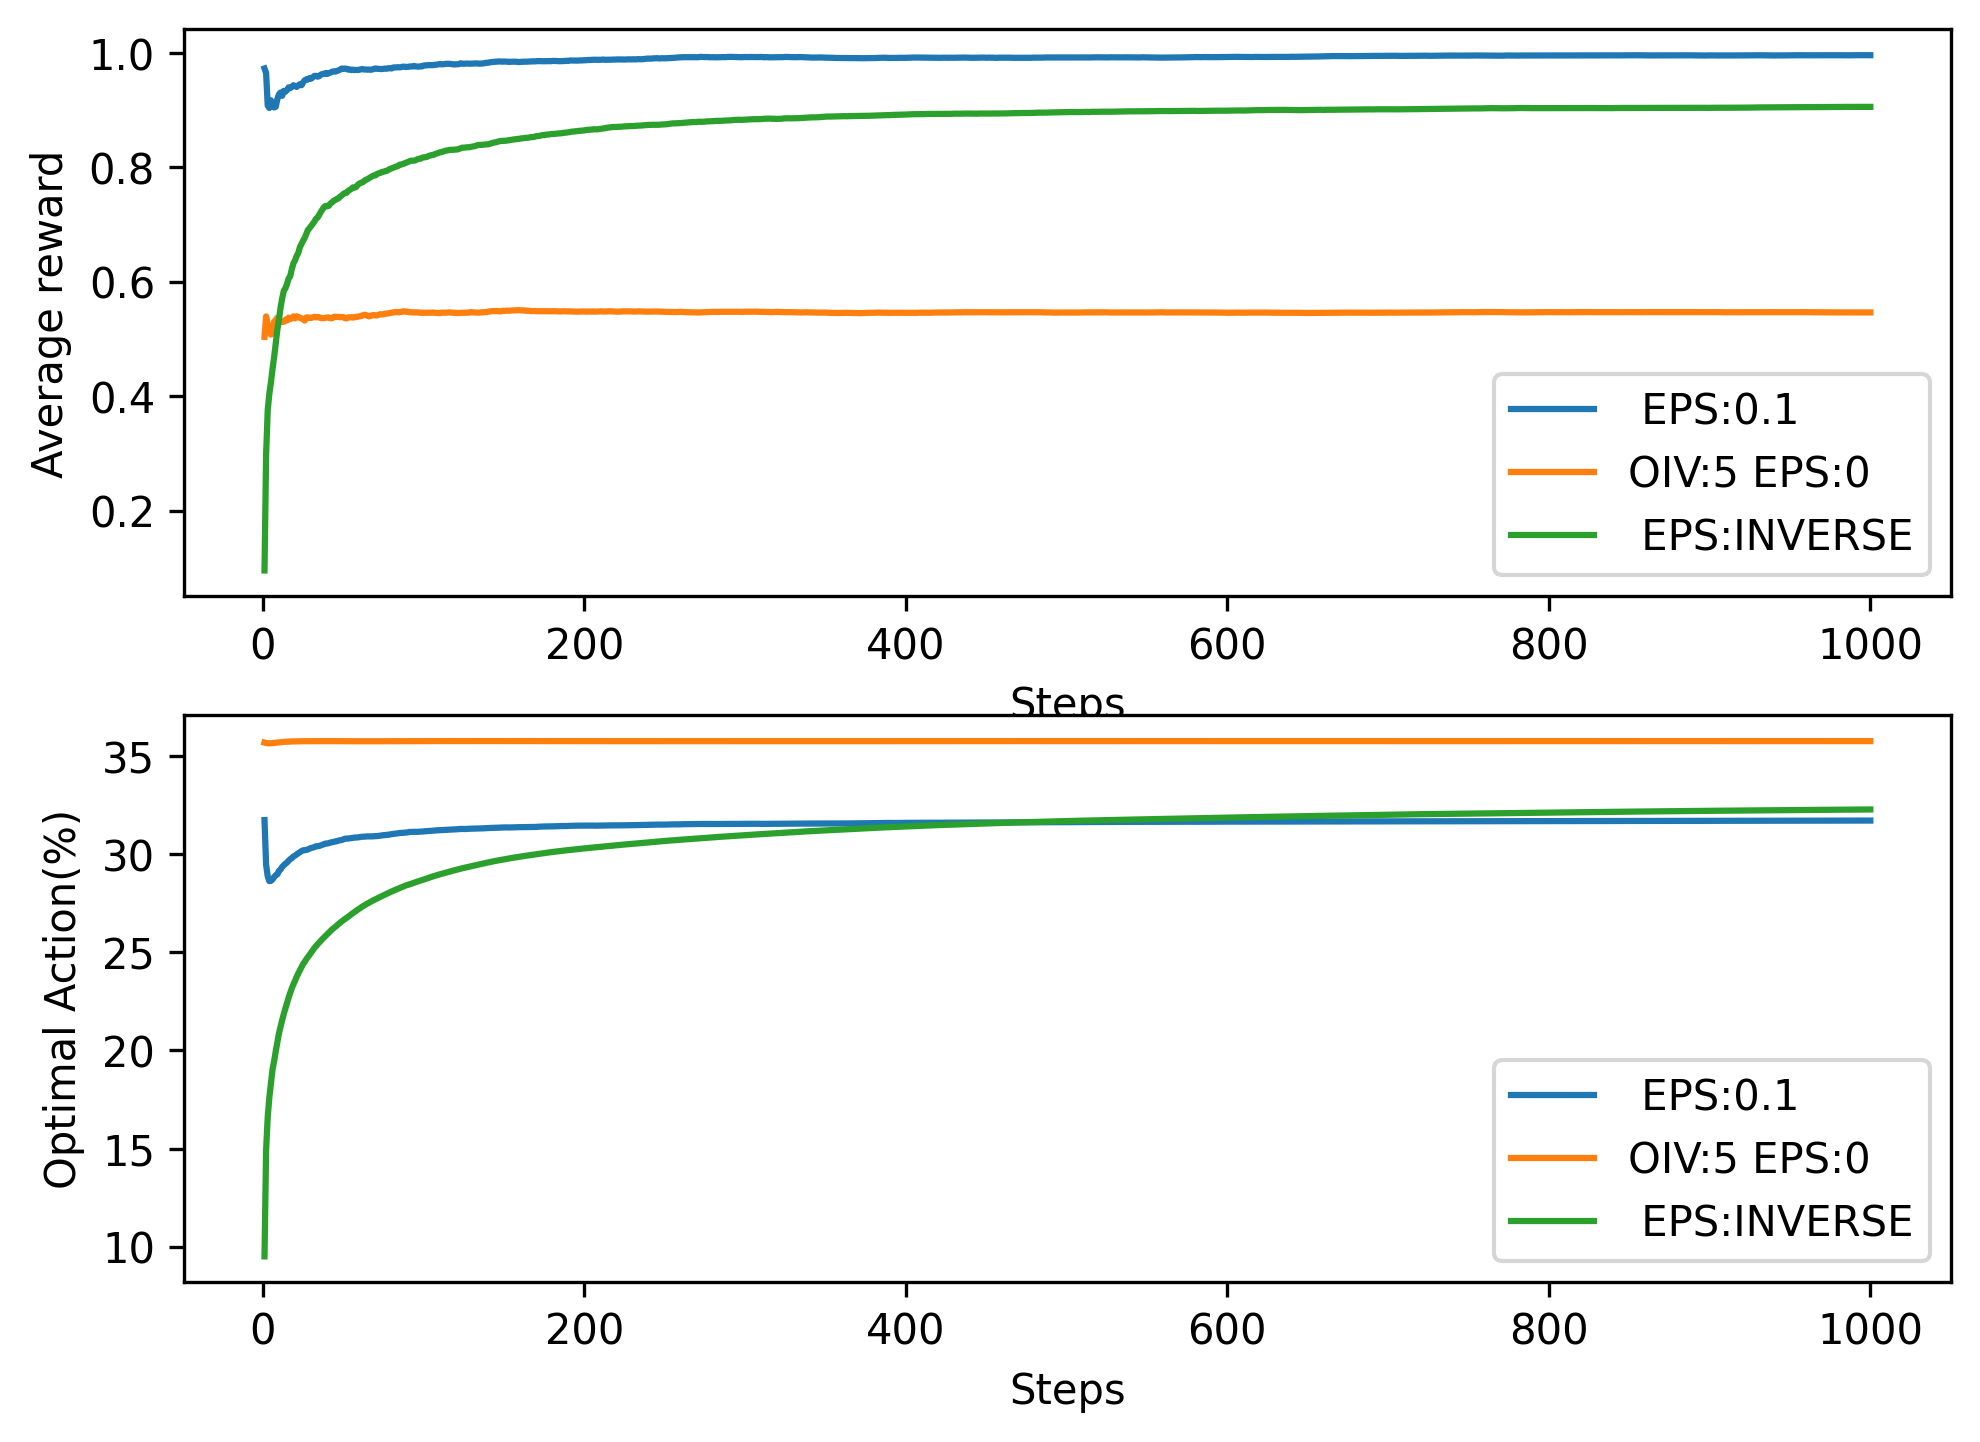 Average reward
1.0
0.8
0.6
0.4
0.2
EPS:0.1
OIV:5 EPS:0
EPS:INVERSE
0 200 400 600 800 1000
Steps
Optimal Action(%)
35
30
25
20
15
10
EPS:0.1
OIV:5 EPS:0
EPS:INVERSE
0 200 400 600 800 1000
Steps